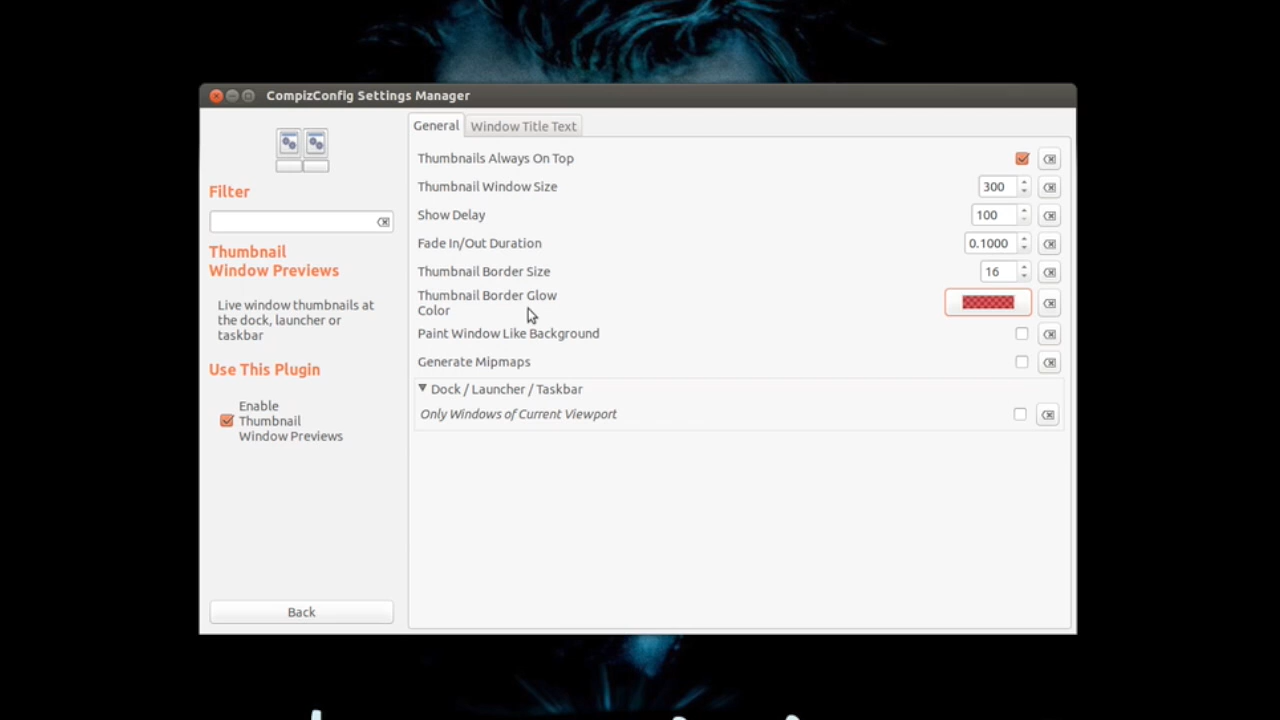 CompizConfig Settings Manager
Filter
Thumbnail
Window Previews
Live window thumbnails at
the dock, launcher or
taskbar
Use This Plugin
Enable
Thumbnail
Window Previews
Back
General
Window Title Text
Thumbnails Always On Top
Thumbnail Window Size 300
Show Delay 100
Fade In/Out Duration 0.1000
Thumbnail Border Size 16
Thumbnail Border Glow
Color
Paint Window Like Background
Generate Mipmaps
Dock / Launcher / Taskbar
Only Windows of Current Viewport